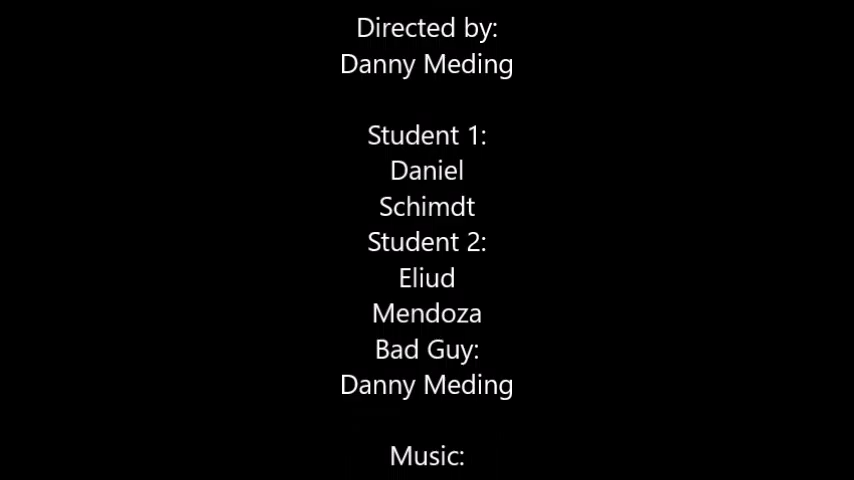 Directed by:
Danny Meding
Student 1:
Daniel
Schimdt
Student 2:
Eliud
Mendoza
Bad Guy:
Danny Meding
Music: